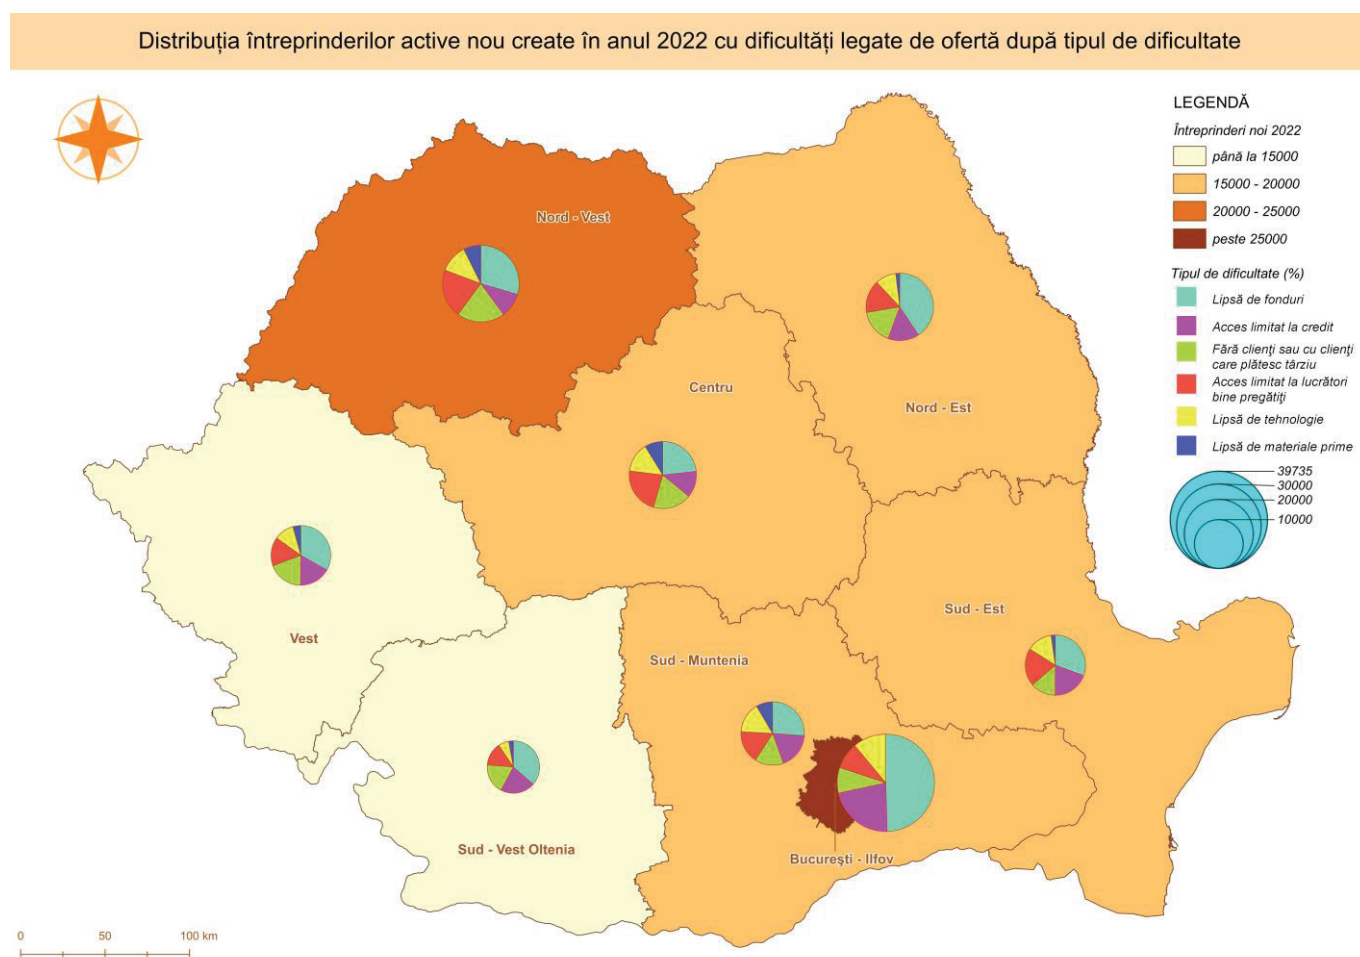 Distribuția întreprinderilor active nou create în anul 2022 cu dificultăți legate de ofertă după tipul de dificultate
LEGENDĂ
Întreprinderi noi 2022
până la 15000
15000 - 20000
20000 - 25000
peste 25000
Tipul de dificultate (%)
Lipsă de fonduri
Acces limitat la credit
Fără clienţi sau cu clienţi
care plătesc târziu
Acces limitat la lucrători
bine pregătiţi
Lipsă de tehnologie
Lipsă de materiale prime
39735
30000
20000
10000
Nord - Vest
Centru
Nord - Est
Vest
Sud - Est
Sud - Muntenia
Sud - Vest Oltenia
Bucureşti - Ilfov
0 50 100 km